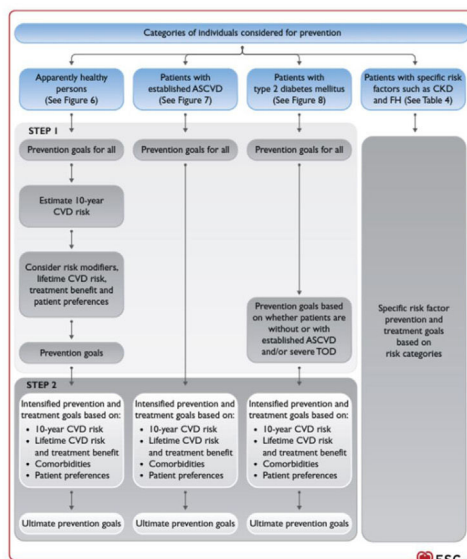 Categories of individuals considered for prevention
Apparently healthy
persons
(See Figure 6)
Patients with
established ASCVD
(See Figure 7)
Patients with
type 2 diabetes mellitus
(See Figure 8)
Patients with specific risk
factors such as CKD
and FH (See Table 4)
STEP 1
Prevention goals for all
Prevention goals for all
Prevention goals for all
Estimate 10-year
CVD risk
Consider risk modifiers,
lifetime CVD risk,
treatment benefit and
patient preferences
Prevention goals
Prevention goals based
on whether patients are
without or with
established ASCVD
and/or severe TOD
Specific risk factor
prevention and
treatment goals
based on
risk categories
STEP 2
Intensified prevention and
treatment goals based on:
• 10-year CVD risk
• Lifetime CVD risk
and treatment benefit
• Comorbidities
• Patient preferences
Intensified prevention and
treatment goals based on:
• 10-year CVD risk
• Lifetime CVD risk
and treatment benefit
• Comorbidities
• Patient preferences
Intensified prevention and
treatment goals based on:
• 10-year CVD risk
• Lifetime CVD risk
and treatment benefit
• Comorbidities
• Patient preferences
Ultimate prevention goals
Ultimate prevention goals
Ultimate prevention goals
ESC